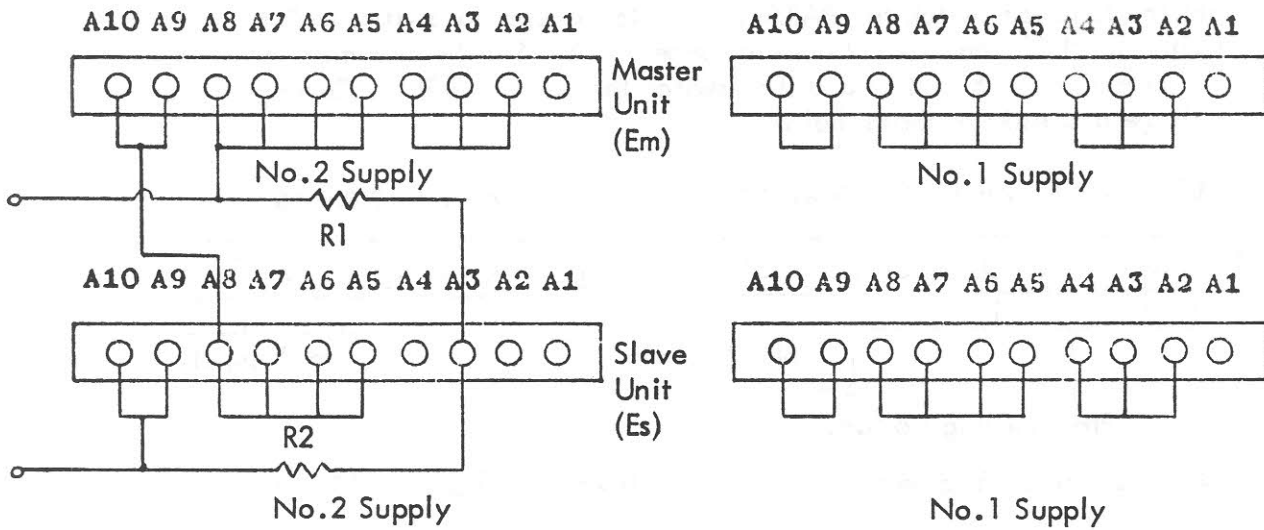 A10 A9 A8 A7 A6 A5 A4 A3 A2 A1
Master
Unit
(Em)
No.2 Supply
R1
A10 A9 A8 A7 A6 A5 A4 A3 A2 A1
No.1 Supply
A10 A9 A8 A7 A6 A5 A4 A3 A2 A1
Slave
Unit
(Es)
R2
No.2 Supply
A10 A9 A8 A7 A6 A5 A4 A3 A2 A1
No.1 Supply